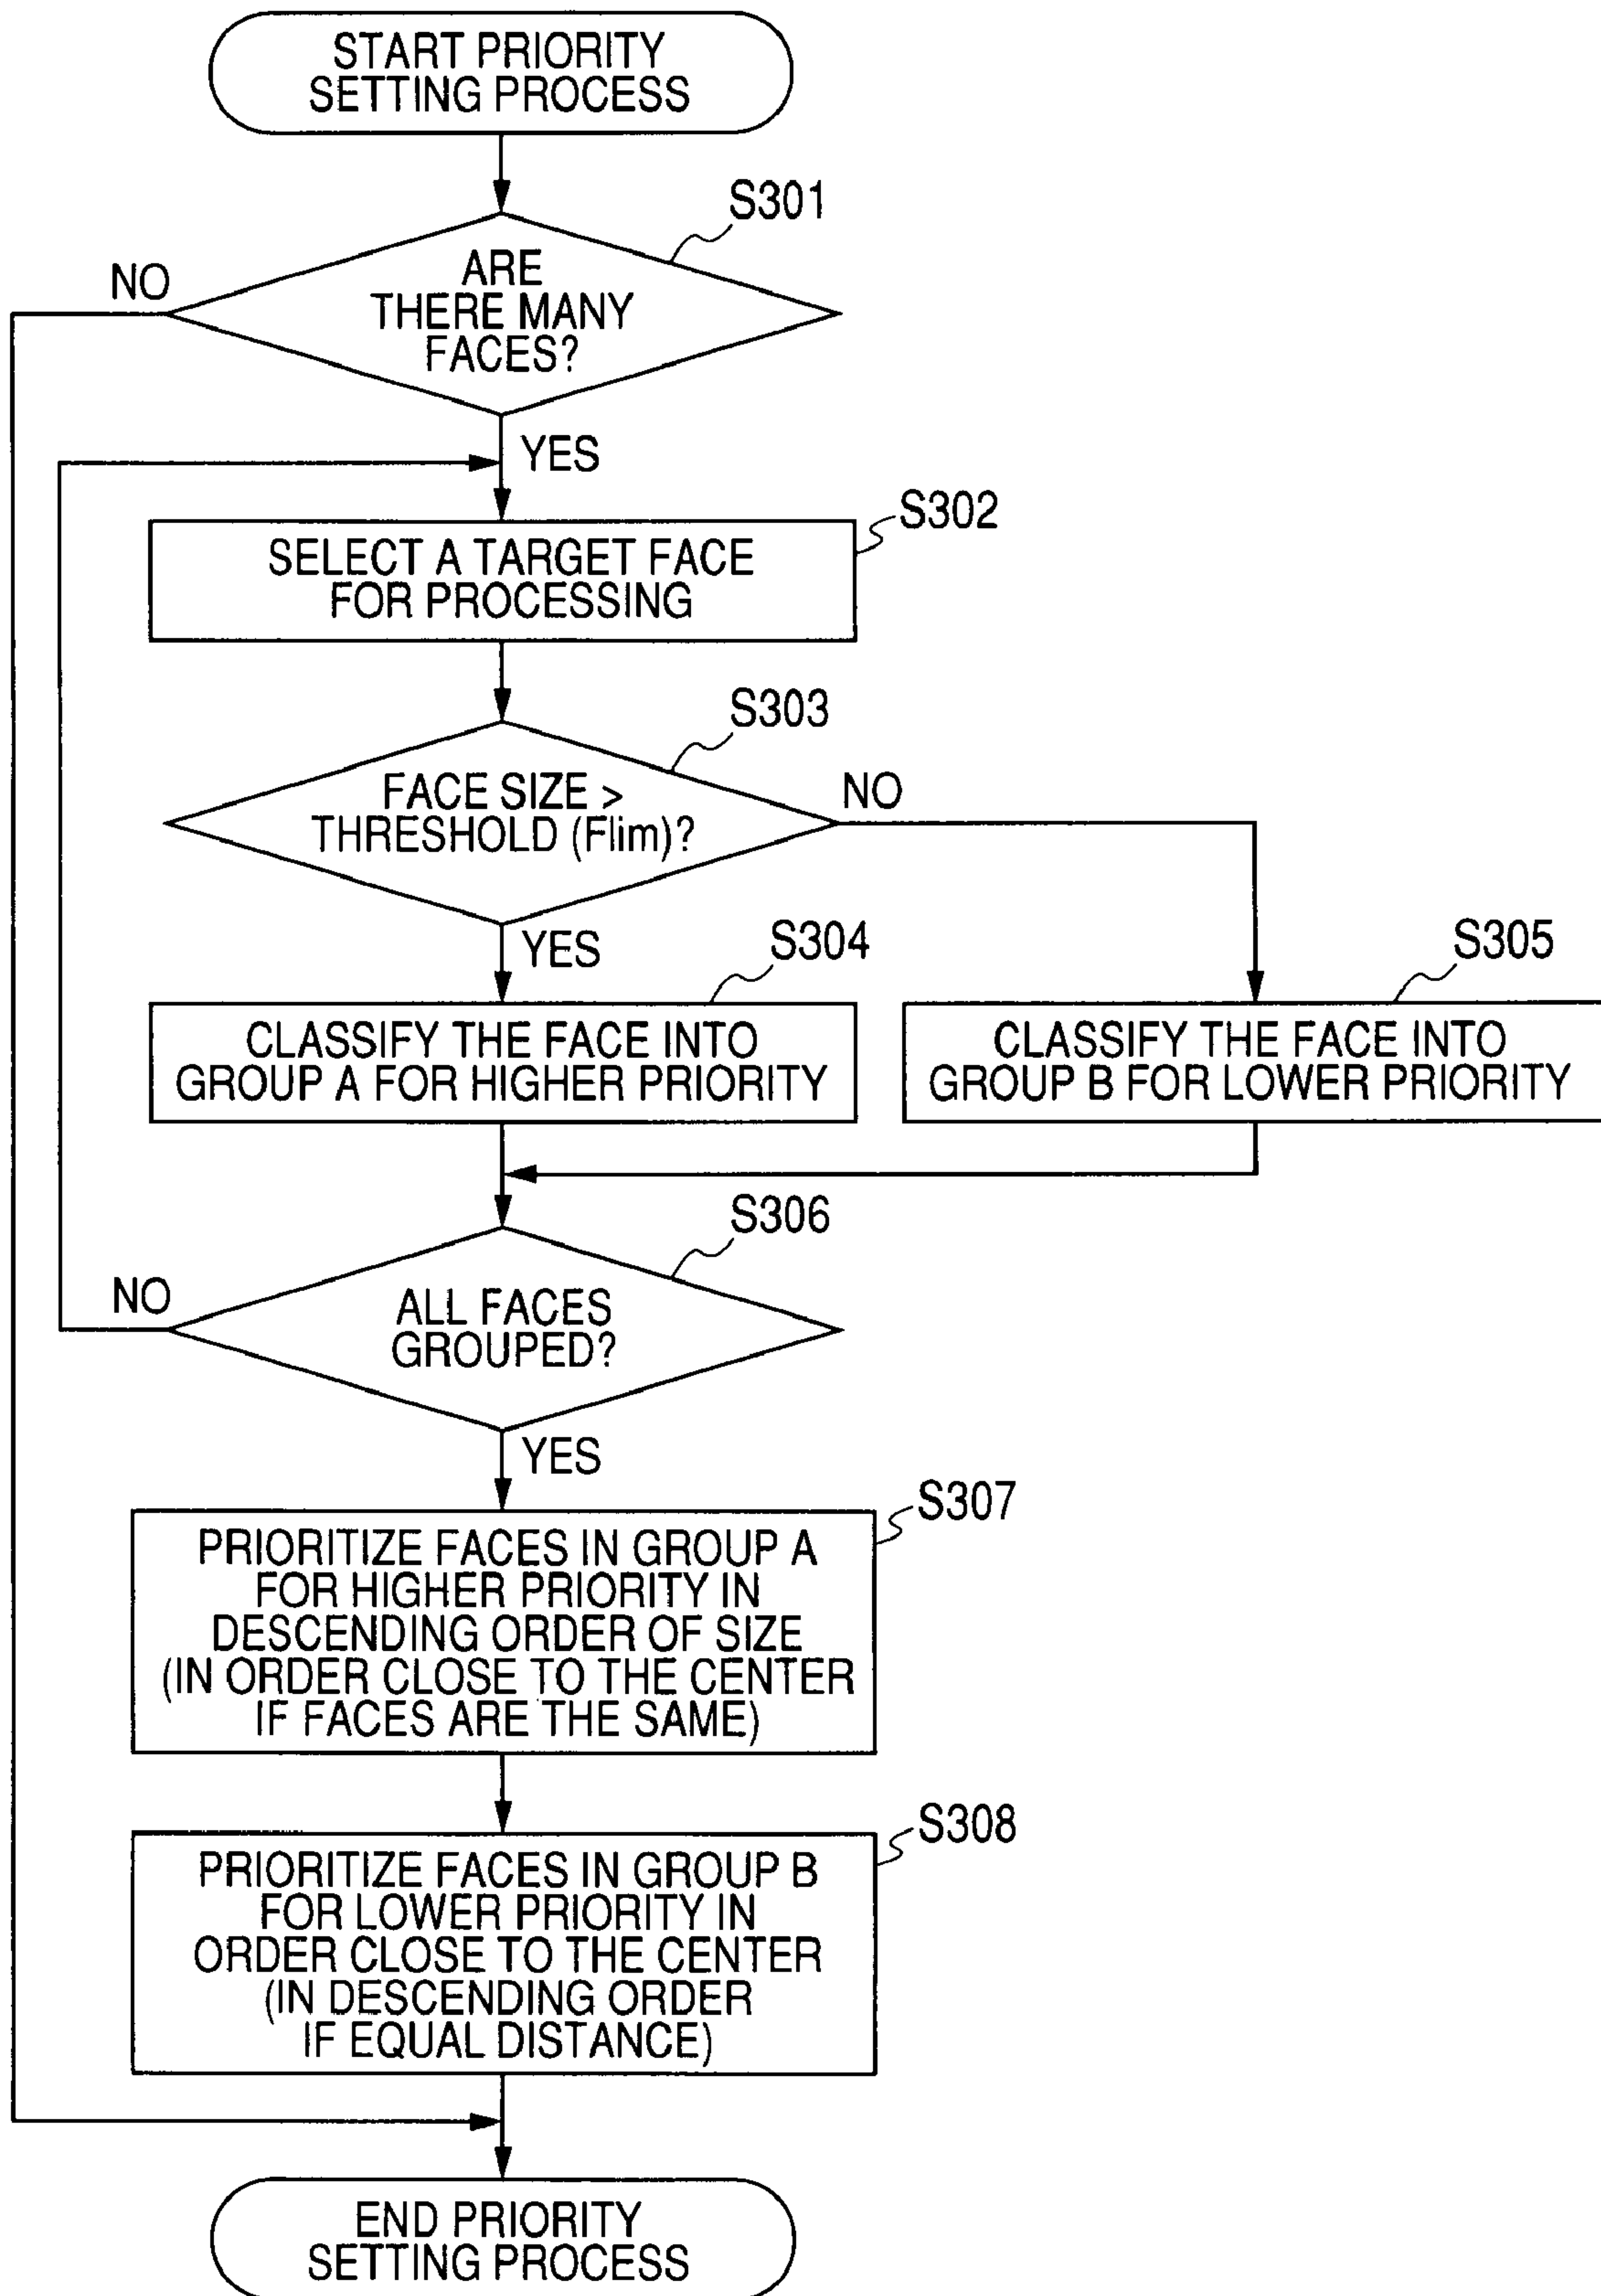 START PRIORITY
SETTING PROCESS
S301
NO
ARE
THERE MANY
FACES?
YES
S302
SELECT A TARGET FACE
FOR PROCESSING
S303
FACE SIZE >
THRESHOLD (Flim)?
NO
YES
S304
S305
CLASSIFY THE FACE INTO
GROUP A FOR HIGHER PRIORITY
CLASSIFY THE FACE INTO
GROUP B FOR LOWER PRIORITY
S306
NO
ALL FACES
GROUPED?
YES
S307
PRIORITIZE FACES IN GROUP A
FOR HIGHER PRIORITY IN
DESCENDING ORDER OF SIZE
(IN ORDER CLOSE TO THE CENTER
IF FACES ARE THE SAME)
S308
PRIORITIZE FACES IN GROUP B
FOR LOWER PRIORITY IN
ORDER CLOSE TO THE CENTER
(IN DESCENDING ORDER
IF EQUAL DISTANCE)
END PRIORITY
SETTING PROCESS